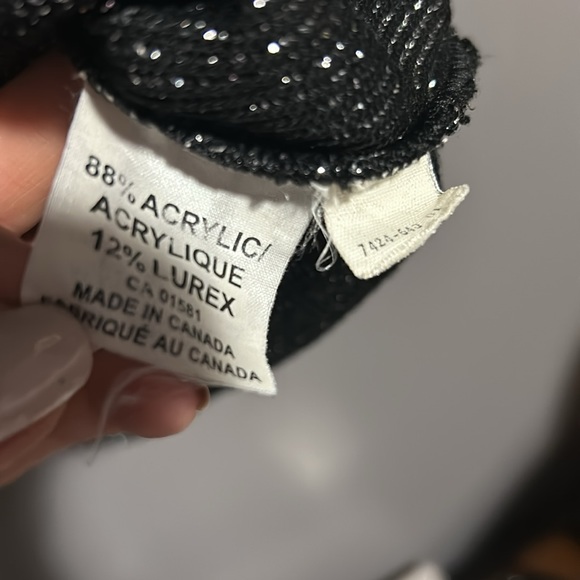 88% ACRYLIC/
ACRYLIQUE
12% LUREX
CA 01581
MADE IN CANADA
FABRIQUÉ AU CANADA